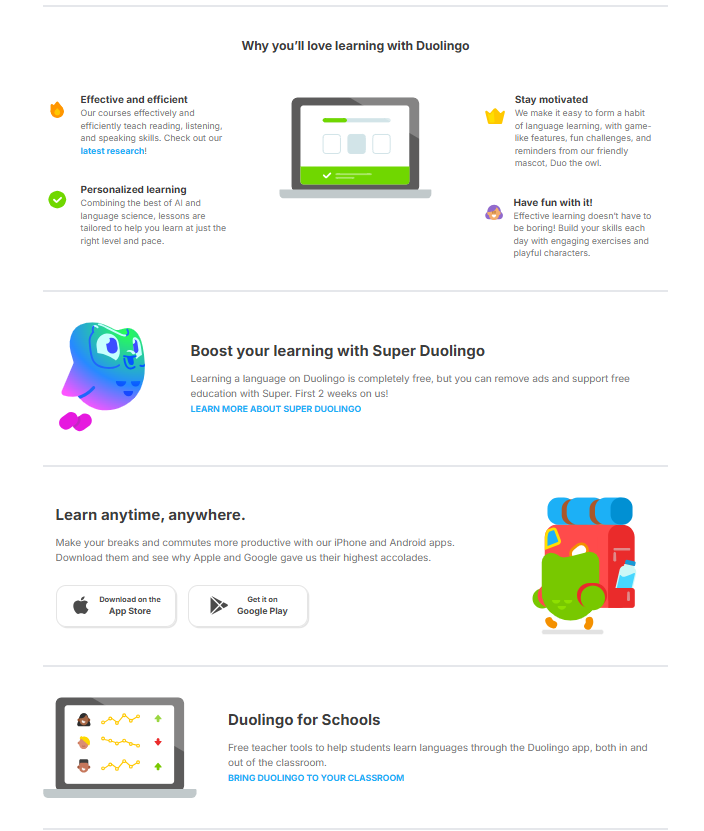 Why you’ll love learning with Duolingo
Effective and efficient
Our courses effectively and
efficiently teach reading, listening,
and speaking skills. Check out our
latest research!
Personalized learning
Combining the best of AI and
language science, lessons are
tailored to help you learn at just the
right level and pace.
Stay motivated
We make it easy to form a habit
of language learning, with game-
like features, fun challenges, and
reminders from our friendly
mascot, Duo the owl.
Have fun with it!
Effective learning doesn’t have to
be boring! Build your skills each
day with engaging exercises and
playful characters.
Boost your learning with Super Duolingo
Learning a language on Duolingo is completely free, but you can remove ads and support free
education with Super. First 2 weeks on us!
LEARN MORE ABOUT SUPER DUOLINGO
Learn anytime, anywhere.
Make your breaks and commutes more productive with our iPhone and Android apps.
Download them and see why Apple and Google gave us their highest accolades.
Download on the
App Store
Get it on
Google Play
Duolingo for Schools
Free teacher tools to help students learn languages through the Duolingo app, both in and
out of the classroom.
BRING DUOLINGO TO YOUR CLASSROOM